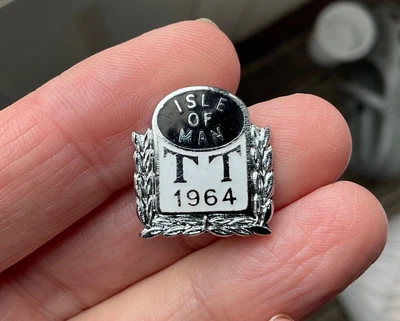 ISLE
OF
MAN
TT
1964